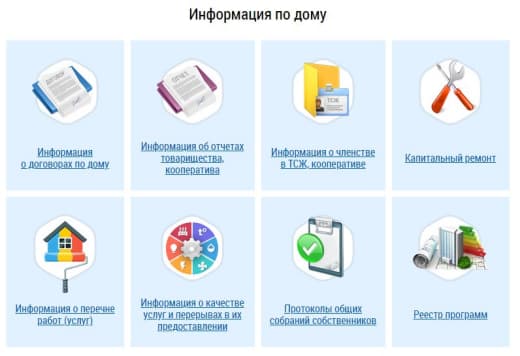 Информация по дому
ДОГОВОР
ОТЧЕТ
ТСЖ
Информация
о договорах по дому
Информация об отчетах
товарищества,
кооператива
Информация о членстве
в ТСЖ, кооперативе
Капитальный ремонт
t°
Информация о перечне
работ (услуг)
Информация о качестве
услуг и перерывах в их
предоставлении
Протоколы общих
собраний собственников
Реестр программ